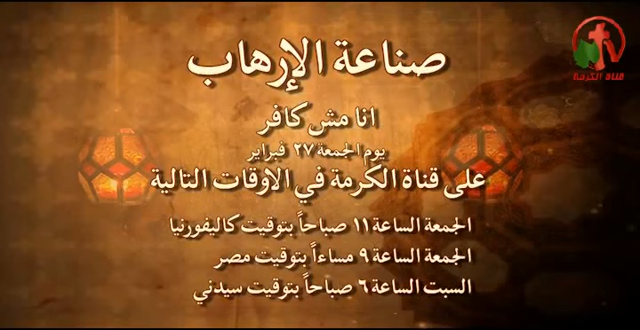 صناعة الإرهاب
قناة الكرمة
انا مش كافر
يوم الجمعة ٢٧ فبراير
على قناة الكرمة في الاوقات التالية
الجمعة الساعة ١١ صباحاً بتوقيت كاليفورنيا
الجمعة الساعة ٩ مساءاً بتوقيت مصر
السبت الساعة ٦ صباحاً بتوقيت سيدني